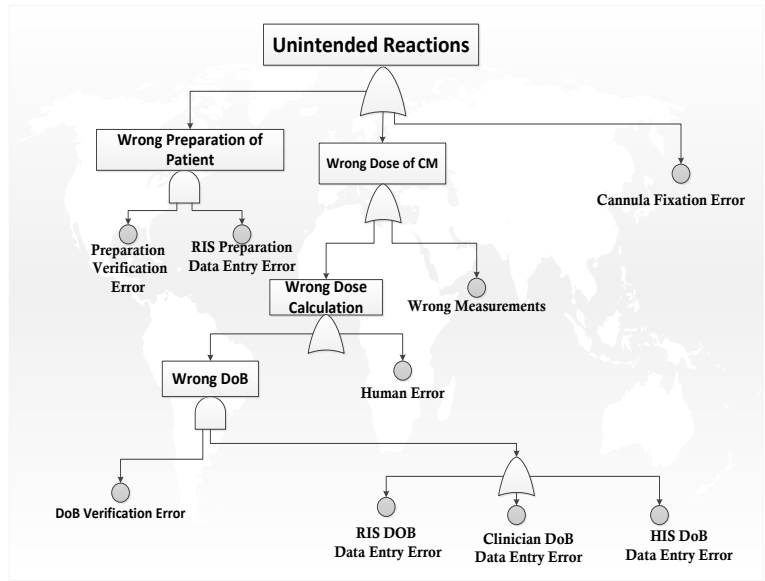 Unintended Reactions
Wrong Preparation of
Patient
Wrong Dose of CM
Cannula Fixation Error
Preparation
Verification
Error
RIS Preparation
Data Entry Error
Wrong Dose
Calculation
Wrong Measurements
Wrong DoB
Human Error
DoB Verification Error
RIS DOB
Data Entry Error
Clinician DoB
Data Entry Error
HIS DoB
Data Entry Error